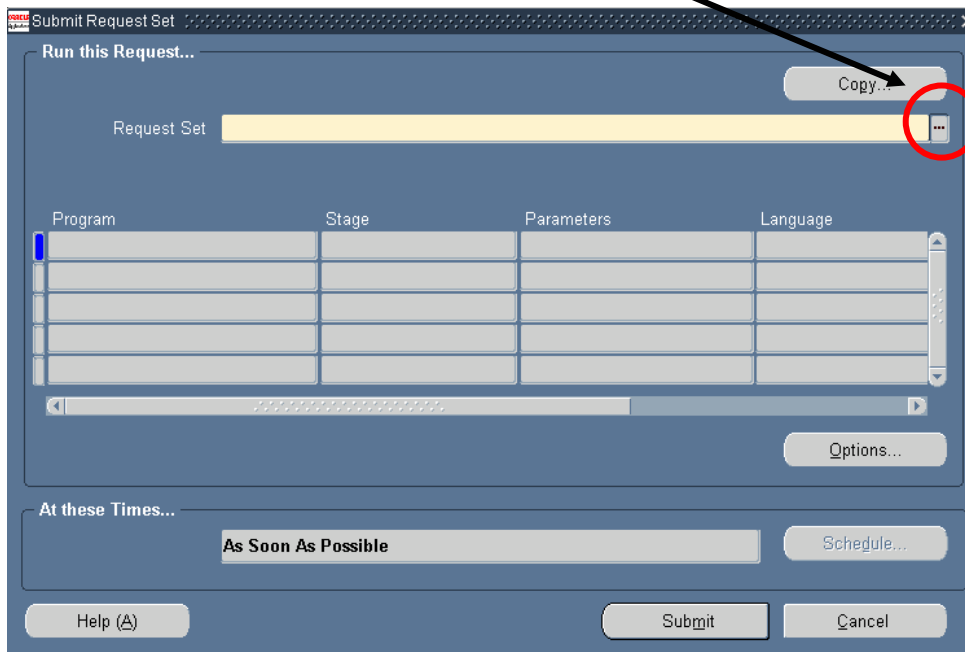 Submit Request Set
Run this Request...
Copy...
Request Set
Program Stage Parameters Language
Options...
At these Times...
As Soon As Possible
Schedule...
Help (A) Submit Cancel